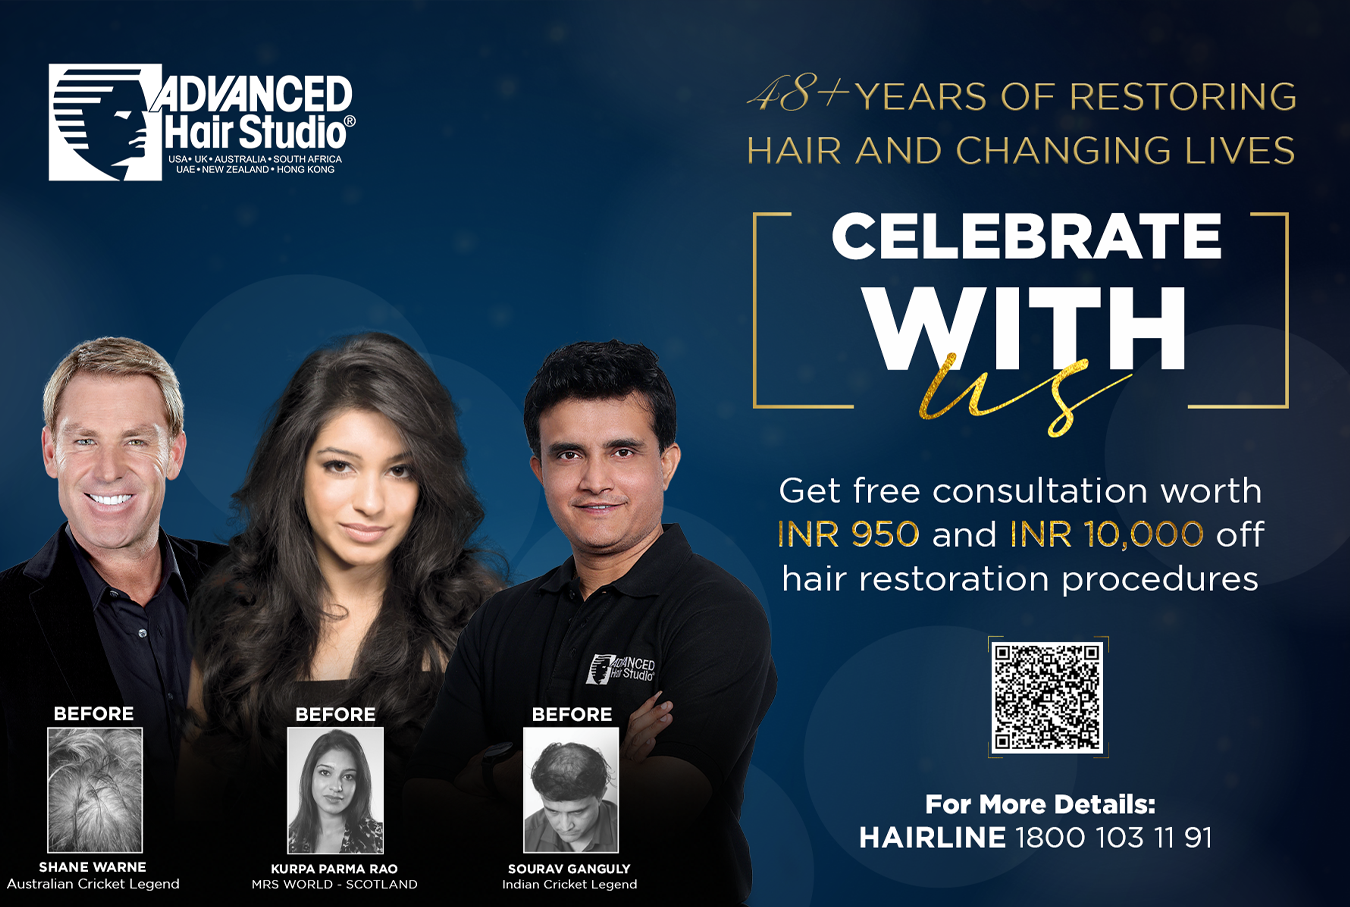 ADVANCED
Hair Studio®
USA • UK • AUSTRALIA • SOUTH AFRICA
UAE • NEW ZEALAND • HONG KONG
48+ YEARS OF RESTORING
HAIR AND CHANGING LIVES
CELEBRATE
WITH
us
Get free consultation worth
INR 950 and INR 10,000 off
hair restoration procedures
For More Details:
HAIRLINE 1800 103 11 91
ADVANCED
Hair Studio®
BEFORE
SHANE WARNE
Australian Cricket Legend
BEFORE
KURPA PARMA RAO
MRS WORLD - SCOTLAND
BEFORE
SOURAV GANGULY
Indian Cricket Legend